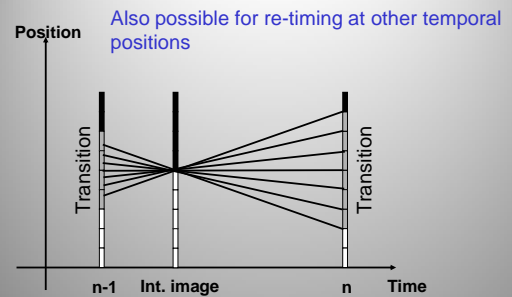 Also possible for re-timing at other temporal
positions
Position
Transition
Transition
n-1
Int. image
n
Time